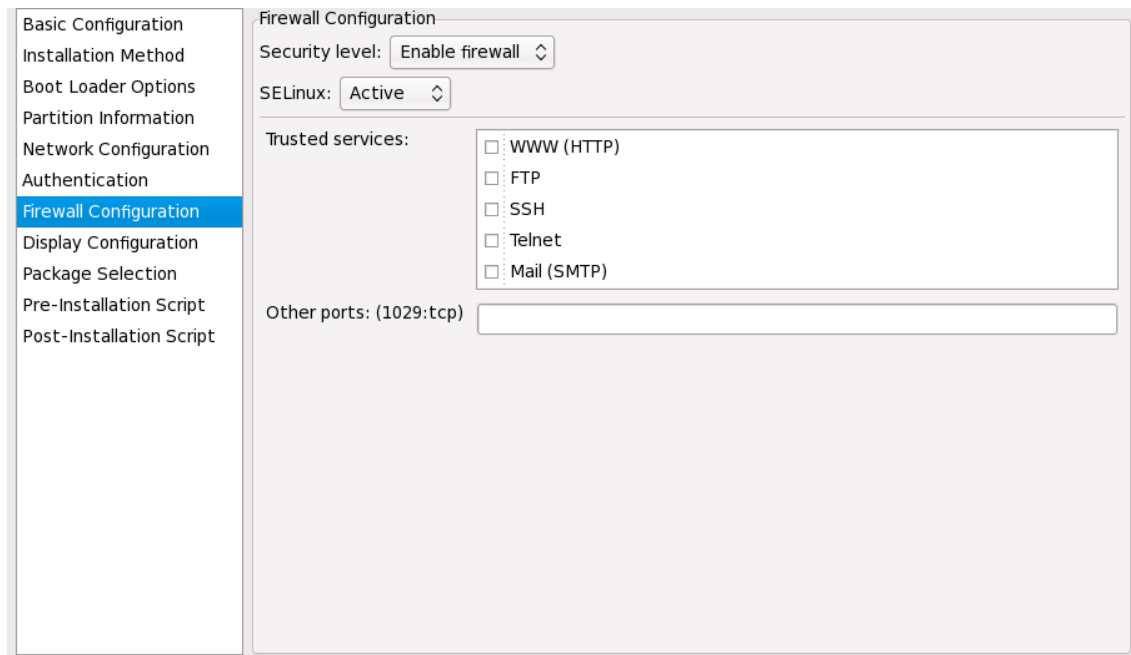 Basic Configuration
Installation Method
Boot Loader Options
Partition Information
Network Configuration
Authentication
Firewall Configuration
Display Configuration
Package Selection
Pre-Installation Script
Post-Installation Script
Firewall Configuration
Security level: Enable firewall
SELinux: Active
Trusted services:
WWW (HTTP)
FTP
SSH
Telnet
Mail (SMTP)
Other ports: (1029:tcp)